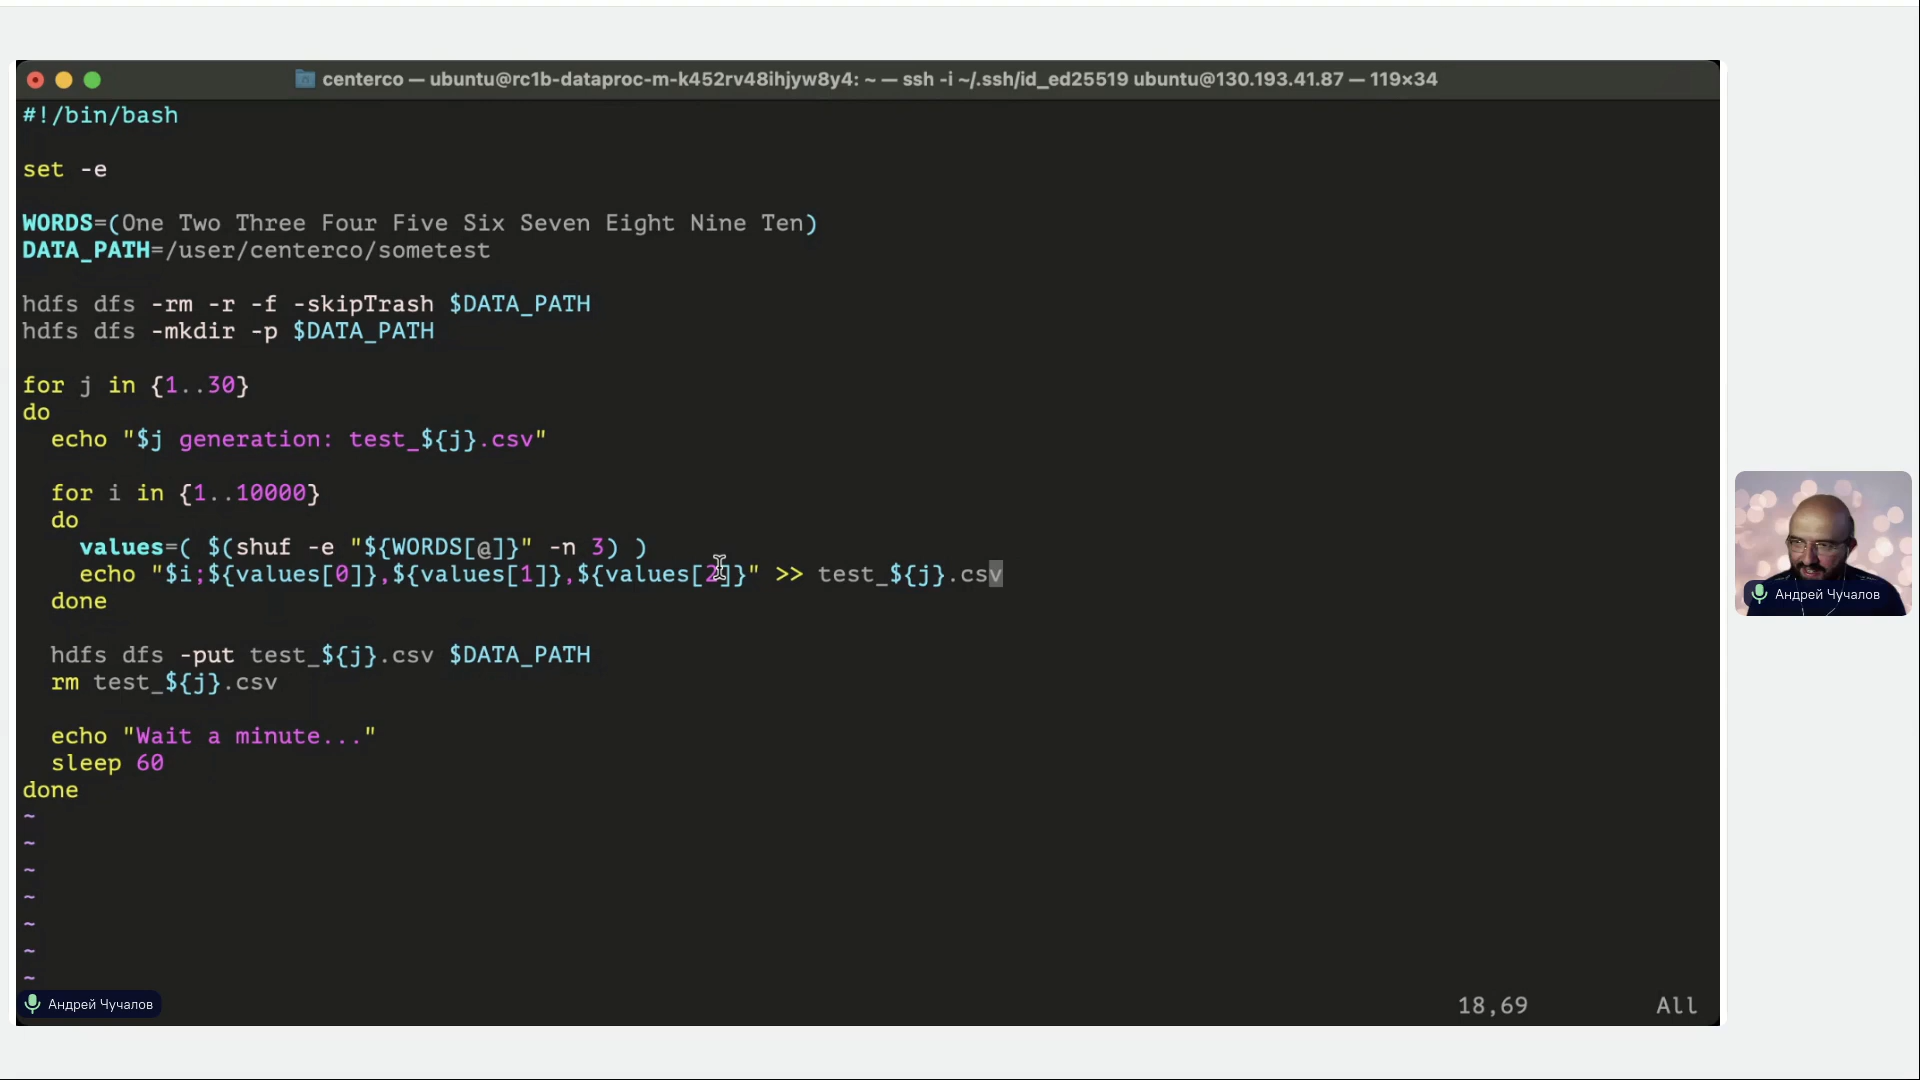 centerco — ubuntu@rc1b-dataproc-m-k452rv48ihjyw8y4: ~ — ssh -i ~/.ssh/id_ed25519 ubuntu@130.193.41.87 — 119×34
#!/bin/bash
set -e
WORDS=(One Two Three Four Five Six Seven Eight Nine Ten)
DATA_PATH=/user/centerco/sometest
hdfs dfs -rm -r -f -skipTrash $DATA_PATH
hdfs dfs -mkdir -p $DATA_PATH
for j in {1..30}
do
  echo "$j generation: test_${j}.csv"
  for i in {1..10000}
  do
    values=( $(shuf -e "${WORDS[@]}" -n 3) )
    echo "$i;${values[0]},${values[1]},${values[2]}" >> test_${j}.csv
  done
  hdfs dfs -put test_${j}.csv $DATA_PATH
  rm test_${j}.csv
  echo "Wait a minute..."
  sleep 60
done
~
~
~
~
~
~
~
18,69 All
Андрей Чучалов
Андрей Чучалов